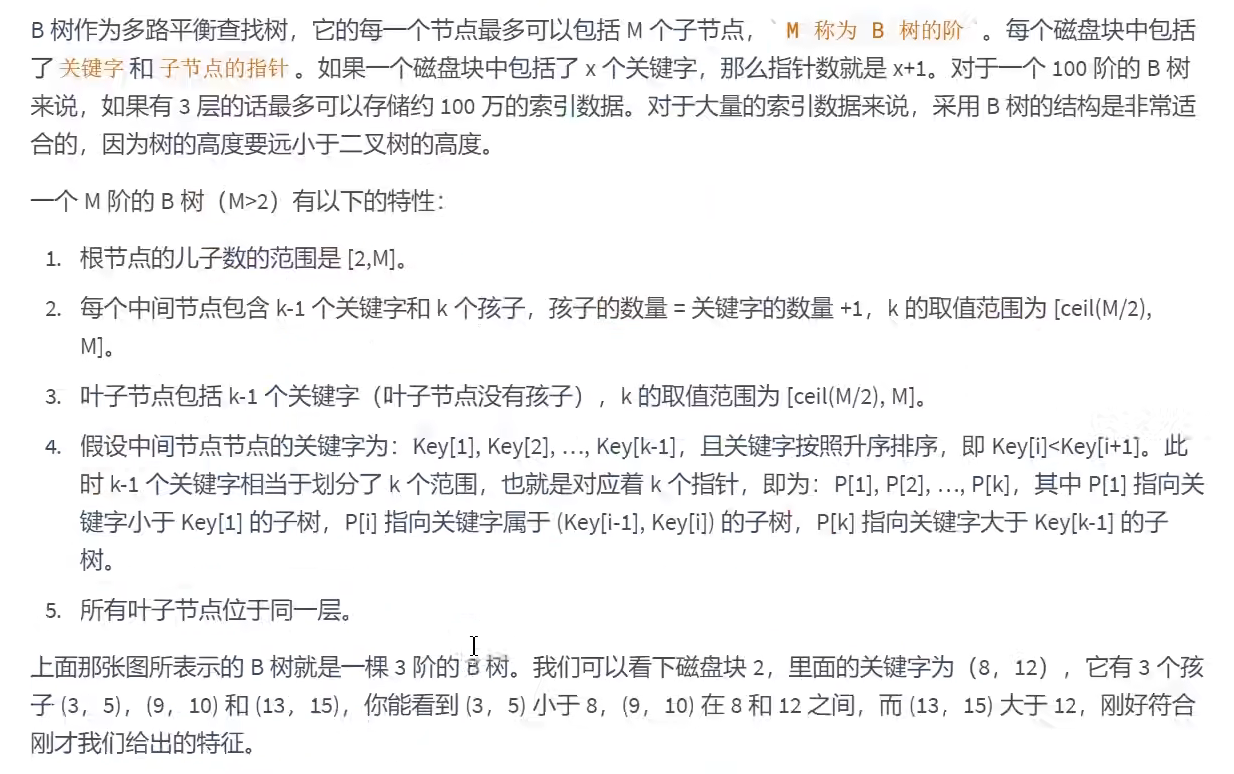 B 树作为多路平衡查找树，它的每一个节点最多可以包括 M 个子节点，`M 称为 B 树的阶`。每个磁盘块中包括
了关键字和子节点的指针。如果一个磁盘块中包括了 x 个关键字，那么指针数就是 x+1。对于一个 100 阶的 B 树
来说，如果有 3 层的话最多可以存储约 100 万的索引数据。对于大量的索引数据来说，采用 B 树的结构是非常适
合的，因为树的高度要远小于二叉树的高度。
一个 M 阶的 B 树（M>2）有以下的特性：
1. 根节点的儿子数的范围是 [2,M]。
2. 每个中间节点包含 k-1 个关键字和 k 个孩子，孩子的数量 = 关键字的数量 +1，k 的取值范围为 [ceil(M/2),
M]。
3. 叶子节点包括 k-1 个关键字（叶子节点没有孩子），k 的取值范围为 [ceil(M/2), M]。
4. 假设中间节点节点的关键字为：Key[1], Key[2], …, Key[k-1]，且关键字按照升序排序，即 Key[i]<Key[i+1]。此
时 k-1 个关键字相当于划分了 k 个范围，也就是对应着 k 个指针，即为：P[1], P[2], …, P[k]，其中 P[1] 指向关
键字小于 Key[1] 的子树，P[i] 指向关键字属于 (Key[i-1], Key[i]) 的子树，P[k] 指向关键字大于 Key[k-1] 的子
树。
5. 所有叶子节点位于同一层。
上面那张图所表示的 B 树就是一棵 3 阶的 B 树。我们可以看下磁盘块 2，里面的关键字为（8，12），它有 3 个孩
子 (3，5)，(9，10) 和 (13，15)，你能看到 (3，5) 小于 8，(9，10) 在 8 和 12 之间，而 (13，15) 大于 12，刚好符合
刚才我们给出的特征。